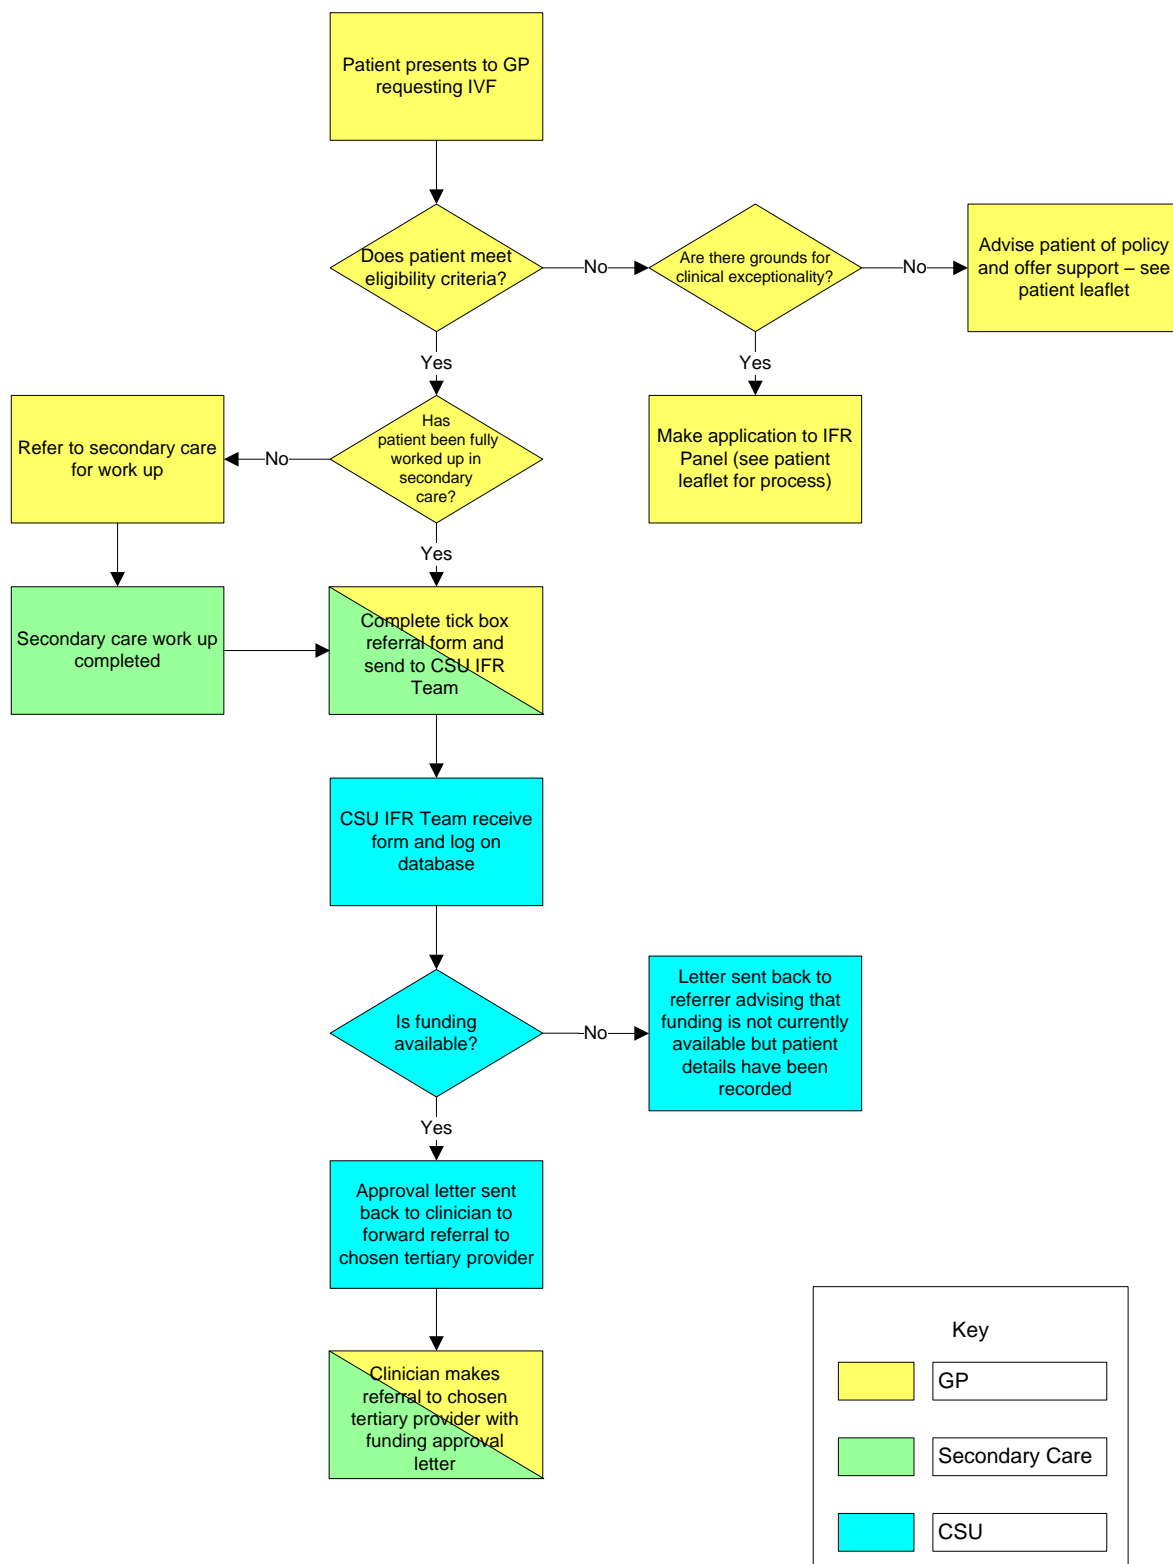 Patient presents to GP
requesting IVF
Does patient meet
eligibility criteria?
No
Are there grounds for
clinical exceptionality?
No
Advise patient of policy
and offer support – see
patient leaflet
Yes
Yes
Refer to secondary care
for work up
No
Has
patient been fully
worked up in
secondary
care?
Make application to IFR
Panel (see patient
leaflet for process)
Yes
Secondary care work up
completed
Complete tick box
referral form and
send to CSU IFR
Team
CSU IFR Team receive
form and log on
database
Is funding
available?
No
Letter sent back to
referrer advising that
funding is not currently
available but patient
details have been
recorded
Yes
Approval letter sent
back to clinician to
forward referral to
chosen tertiary provider
Clinician makes
referral to chosen
tertiary provider with
funding approval
letter
Key
GP
Secondary Care
CSU